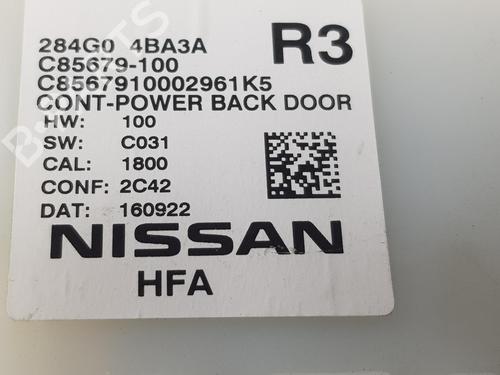 284G0 4BA3A R3
C85679-100
C8567910002961K5
CONT-POWER BACK DOOR
HW: 100
SW: C031
CAL: 1800
CONF: 2C42
DAT: 160922
NISSAN
HFA